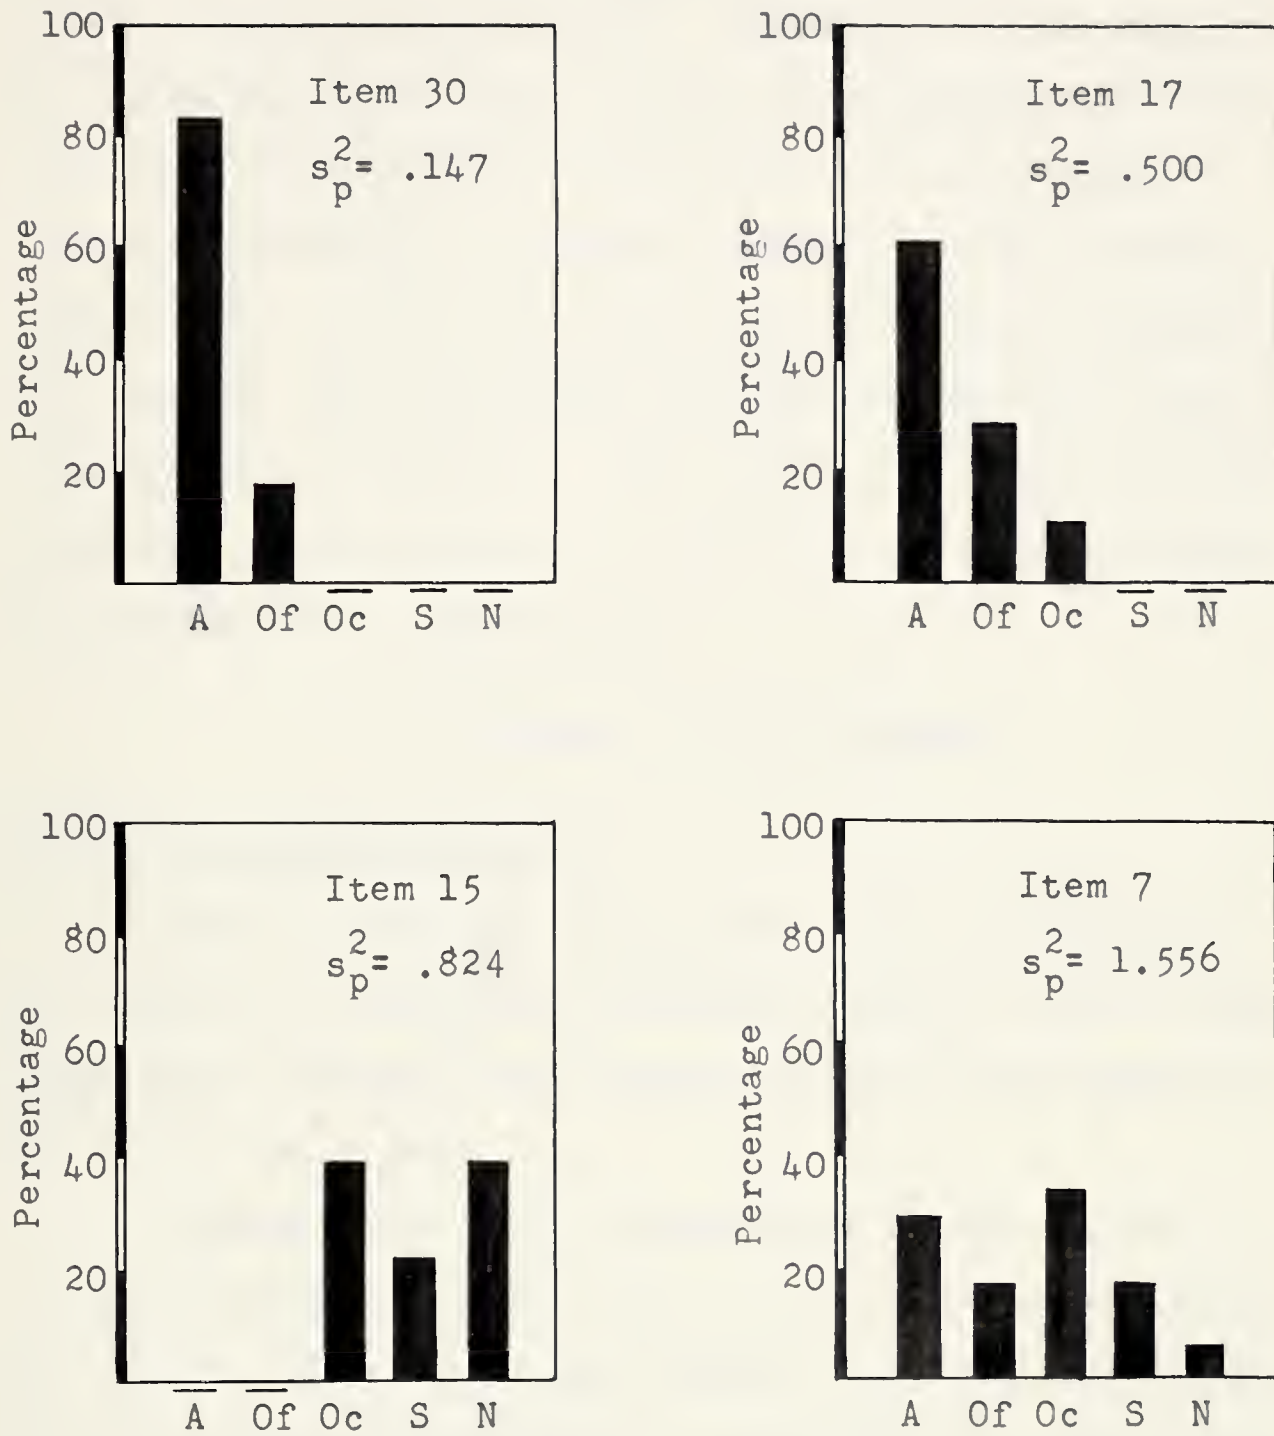 100
80
60
40
20
Percentage
Item 30
s²ₚ= .147
A Of Oc S N
100
80
60
40
20
Percentage
Item 17
s²ₚ= .500
A Of Oc S N
100
80
60
40
20
Percentage
Item 15
s²ₚ= .824
A Of Oc S N
100
80
60
40
20
Percentage
Item 7
s²ₚ= 1.556
A Of Oc S N